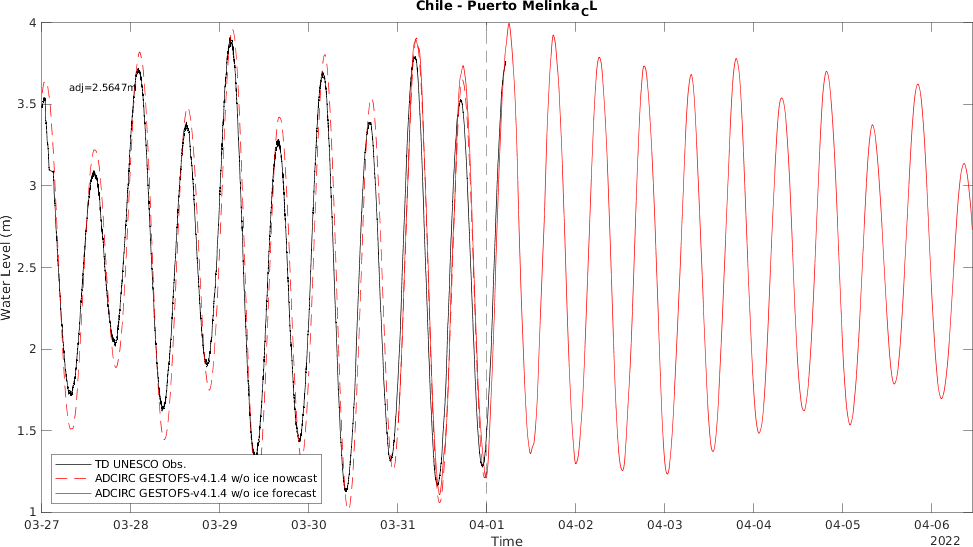 Chile - Puerto Melinka_CL
adj=2.5647m
4
3.5
3
2.5
2
1.5
1
Water Level (m)
TD UNESCO Obs.
ADCIRC GESTOFS-v4.1.4 w/o ice nowcast
ADCIRC GESTOFS-v4.1.4 w/o ice forecast
03-27 03-28 03-29 03-30 03-31 04-01 04-02 04-03 04-04 04-05 04-06
Time 2022